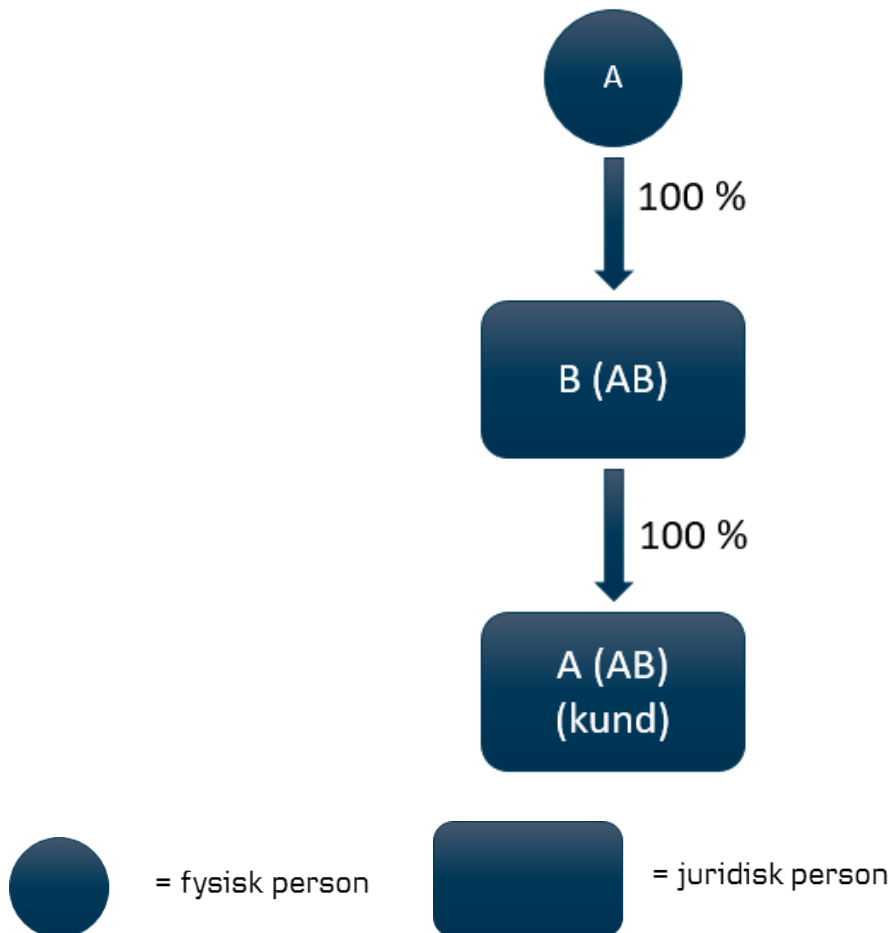 A
100 %
B (AB)
100 %
A (AB)
(kund)
= fysisk person
= juridisk person